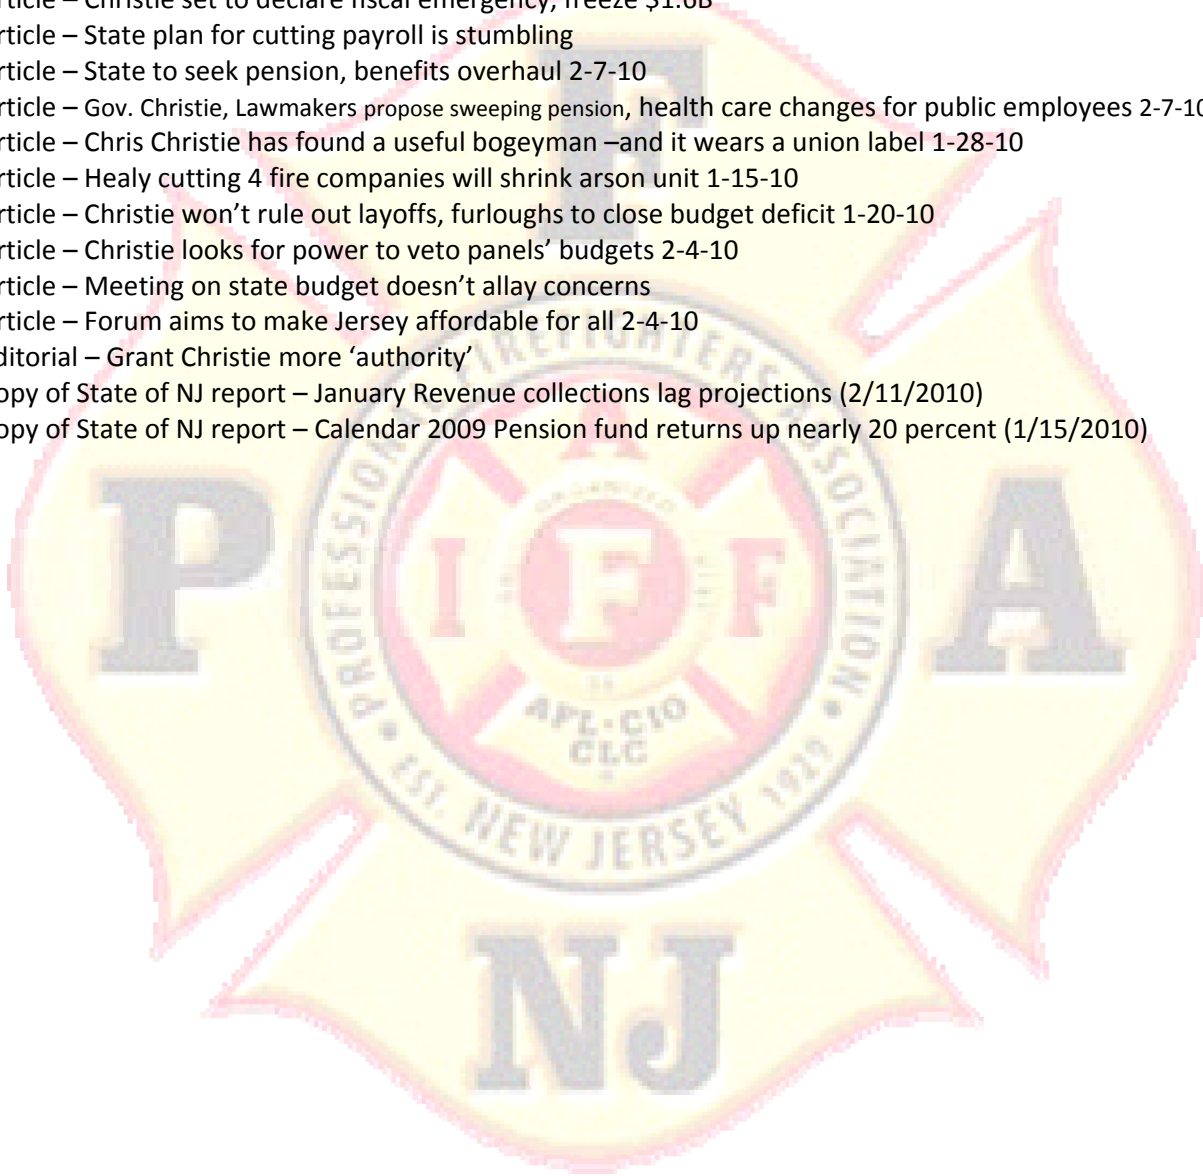 rticle – Christie set to declare fiscal emergency, freeze $1.6B
rticle – State plan for cutting payroll is stumbling
rticle – State to seek pension, benefits overhaul 2-7-10
rticle – Gov. Christie, Lawmakers propose sweeping pension, health care changes for public employees 2-7-10
rticle – Chris Christie has found a useful bogeyman –and it wears a union label 1-28-10
rticle – Healy cutting 4 fire companies will shrink arson unit 1-15-10
rticle – Christie won’t rule out layoffs, furloughs to close budget deficit 1-20-10
rticle – Christie looks for power to veto panels’ budgets 2-4-10
rticle – Meeting on state budget doesn’t allay concerns
rticle – Forum aims to make Jersey affordable for all 2-4-10
ditorial – Grant Christie more ‘authority’
opy of State of NJ report – January Revenue collections lag projections (2/11/2010)
opy of State of NJ report – Calendar 2009 Pension fund returns up nearly 20 percent (1/15/2010)
F
P
A
NJ
PROFESSIONAL FIREFIGHTERS ASSOCIATION
EST. NEW JERSEY 1929
A
I F F
AFL-CIO
CLC